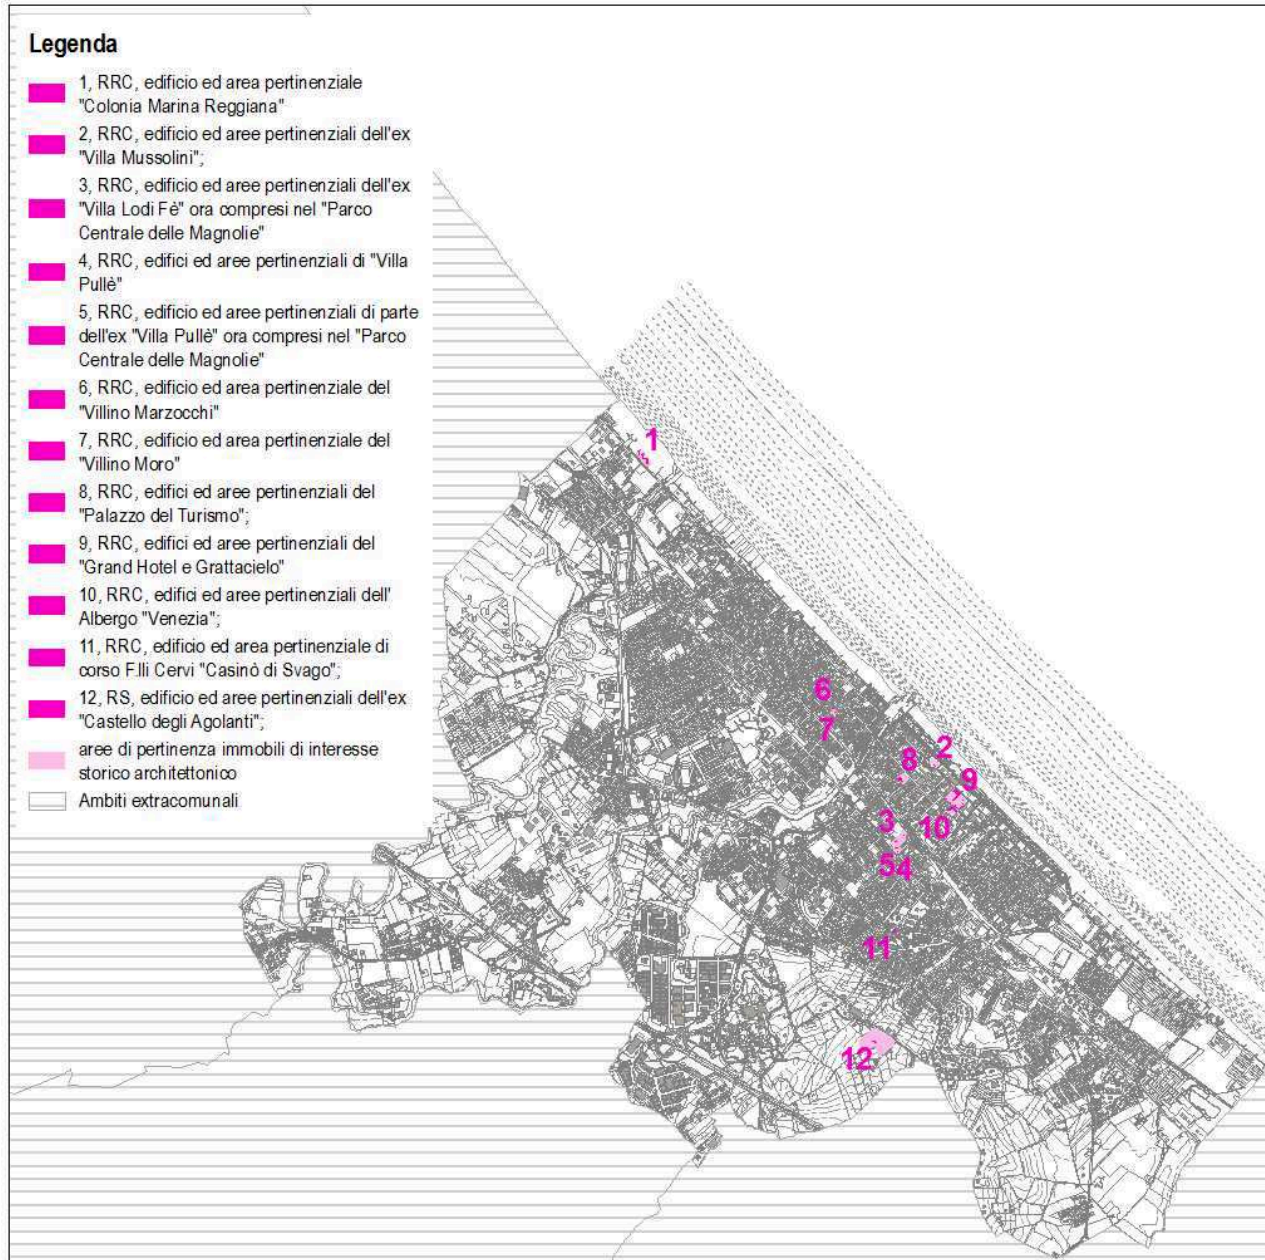 Legenda
1, RRC, edificio ed area pertinenziale
"Colonia Marina Reggiana"
2, RRC, edificio ed aree pertinenziali dell'ex
"Villa Mussolini";
3, RRC, edificio ed aree pertinenziali dell'ex
"Villa Lodi Fè" ora compresi nel "Parco
Centrale delle Magnolie"
4, RRC, edifici ed aree pertinenziali di "Villa
Pullè"
5, RRC, edificio ed aree pertinenziali di parte
dell'ex "Villa Pullè" ora compresi nel "Parco
Centrale delle Magnolie"
6, RRC, edificio ed area pertinenziale del
"Villino Marzocchi"
7, RRC, edificio ed area pertinenziale del
"Villino Moro"
8, RRC, edifici ed aree pertinenziali del
"Palazzo del Turismo";
9, RRC, edifici ed aree pertinenziali del
"Grand Hotel e Grattacielo"
10, RRC, edifici ed aree pertinenziali dell'
Albergo "Venezia";
11, RRC, edificio ed area pertinenziale di
corso F.lli Cervi "Casinò di Svago";
12, RS, edificio ed aree pertinenziali dell'ex
"Castello degli Agolanti";
aree di pertinenza immobili di interesse
storico architettonico
Ambiti extracomunali
1
6
7
2
8
9
3
10
5
4
11
12